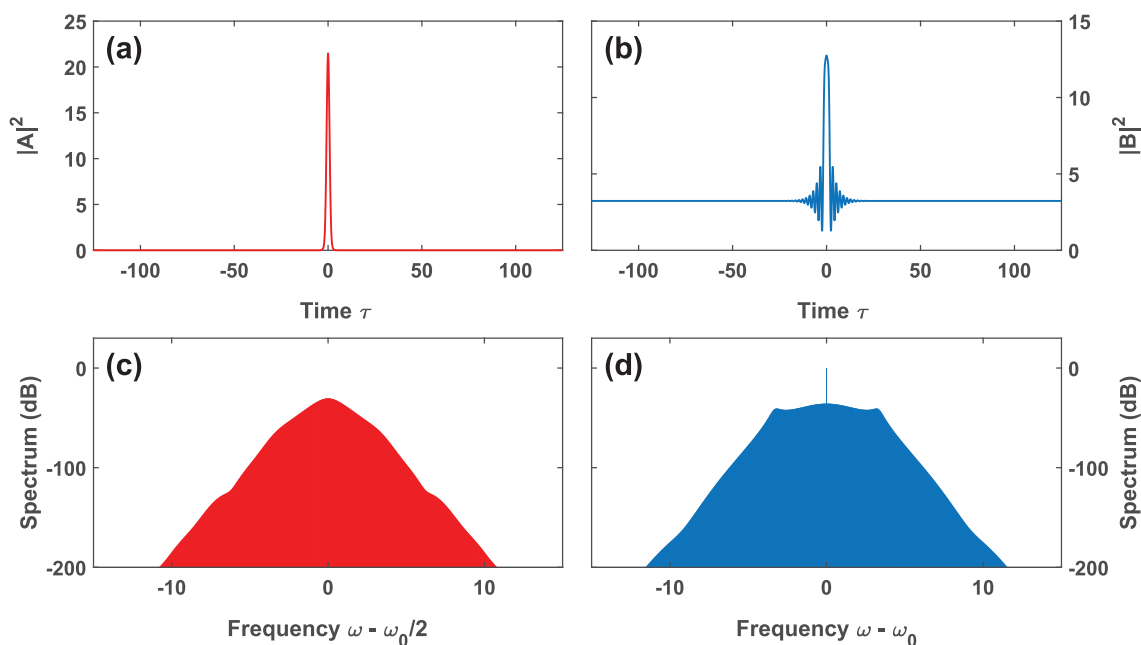 (a)
25
20
15
10
5
0
|A|²
-100 -50 0 50 100
Time τ
(b)
15
10
5
0
|B|²
-100 -50 0 50 100
Time τ
(c)
0
-100
-200
Spectrum (dB)
-10 0 10
Frequency ω - ω₀/2
(d)
0
-100
-200
Spectrum (dB)
-10 0 10
Frequency ω - ω₀